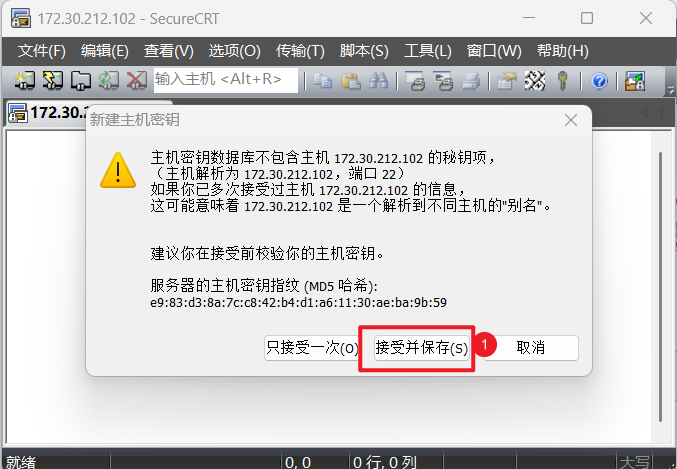 172.30.212.102 - SecureCRT
文件(F) 编辑(E) 查看(V) 选项(O) 传输(T) 脚本(S) 工具(L) 窗口(W) 帮助(H)
输入主机 <Alt+R>
172.30.2
新建主机密钥
主机密钥数据库不包含主机 172.30.212.102 的秘钥项，
（主机解析为 172.30.212.102，端口 22）
如果你已多次接受过主机 172.30.212.102 的信息，
这可能意味着 172.30.212.102 是一个解析到不同主机的"别名"。
建议你在接受前校验你的主机密钥。
服务器的主机密钥指纹 (MD5 哈希):
e9:83:d3:8a:7c:c8:42:b4:d1:a6:11:30:ae:ba:9b:59
只接受一次(O) 接受并保存(S) 1 取消
就绪 0, 0 0 行, 0 列 大写